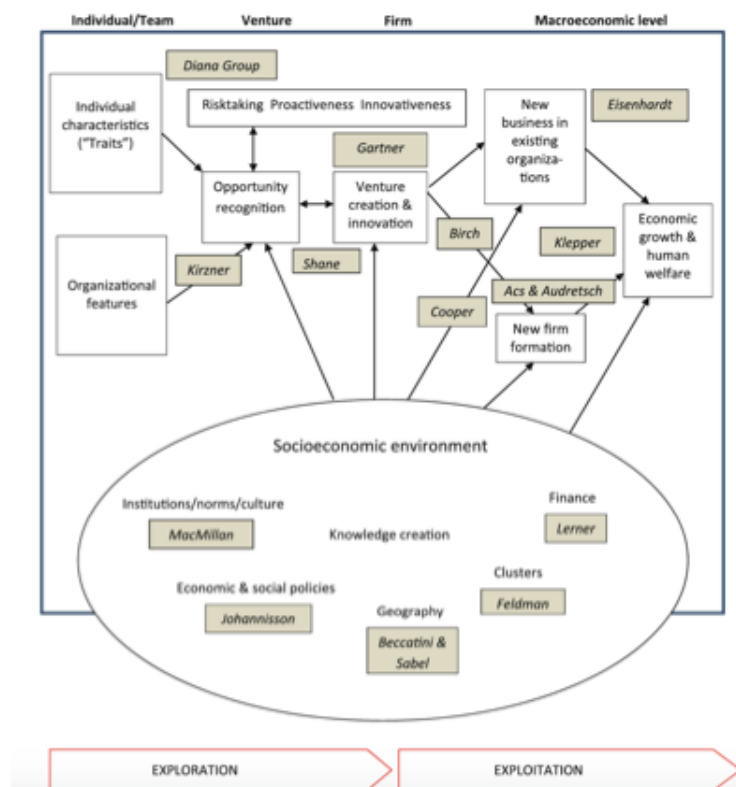 Individual/Team Venture Firm Macroeconomic level
Diana Group
Individual
characteristics
("Traits")
Risktaking Proactiveness Innovativeness
New
business in
existing
organiza-
tions
Eisenhardt
Gartner
Opportunity
recognition
Venture
creation &
innovation
Birch
Klepper
Economic
growth &
human
welfare
Organizational
features
Kirzner
Shane
Cooper
Acs & Audretsch
New firm
formation
Socioeconomic environment
Institutions/norms/culture
MacMillan
Knowledge creation
Finance
Lerner
Economic & social policies
Johannisson
Clusters
Feldman
Geography
Beccatini &
Sabel
EXPLORATION
EXPLOITATION